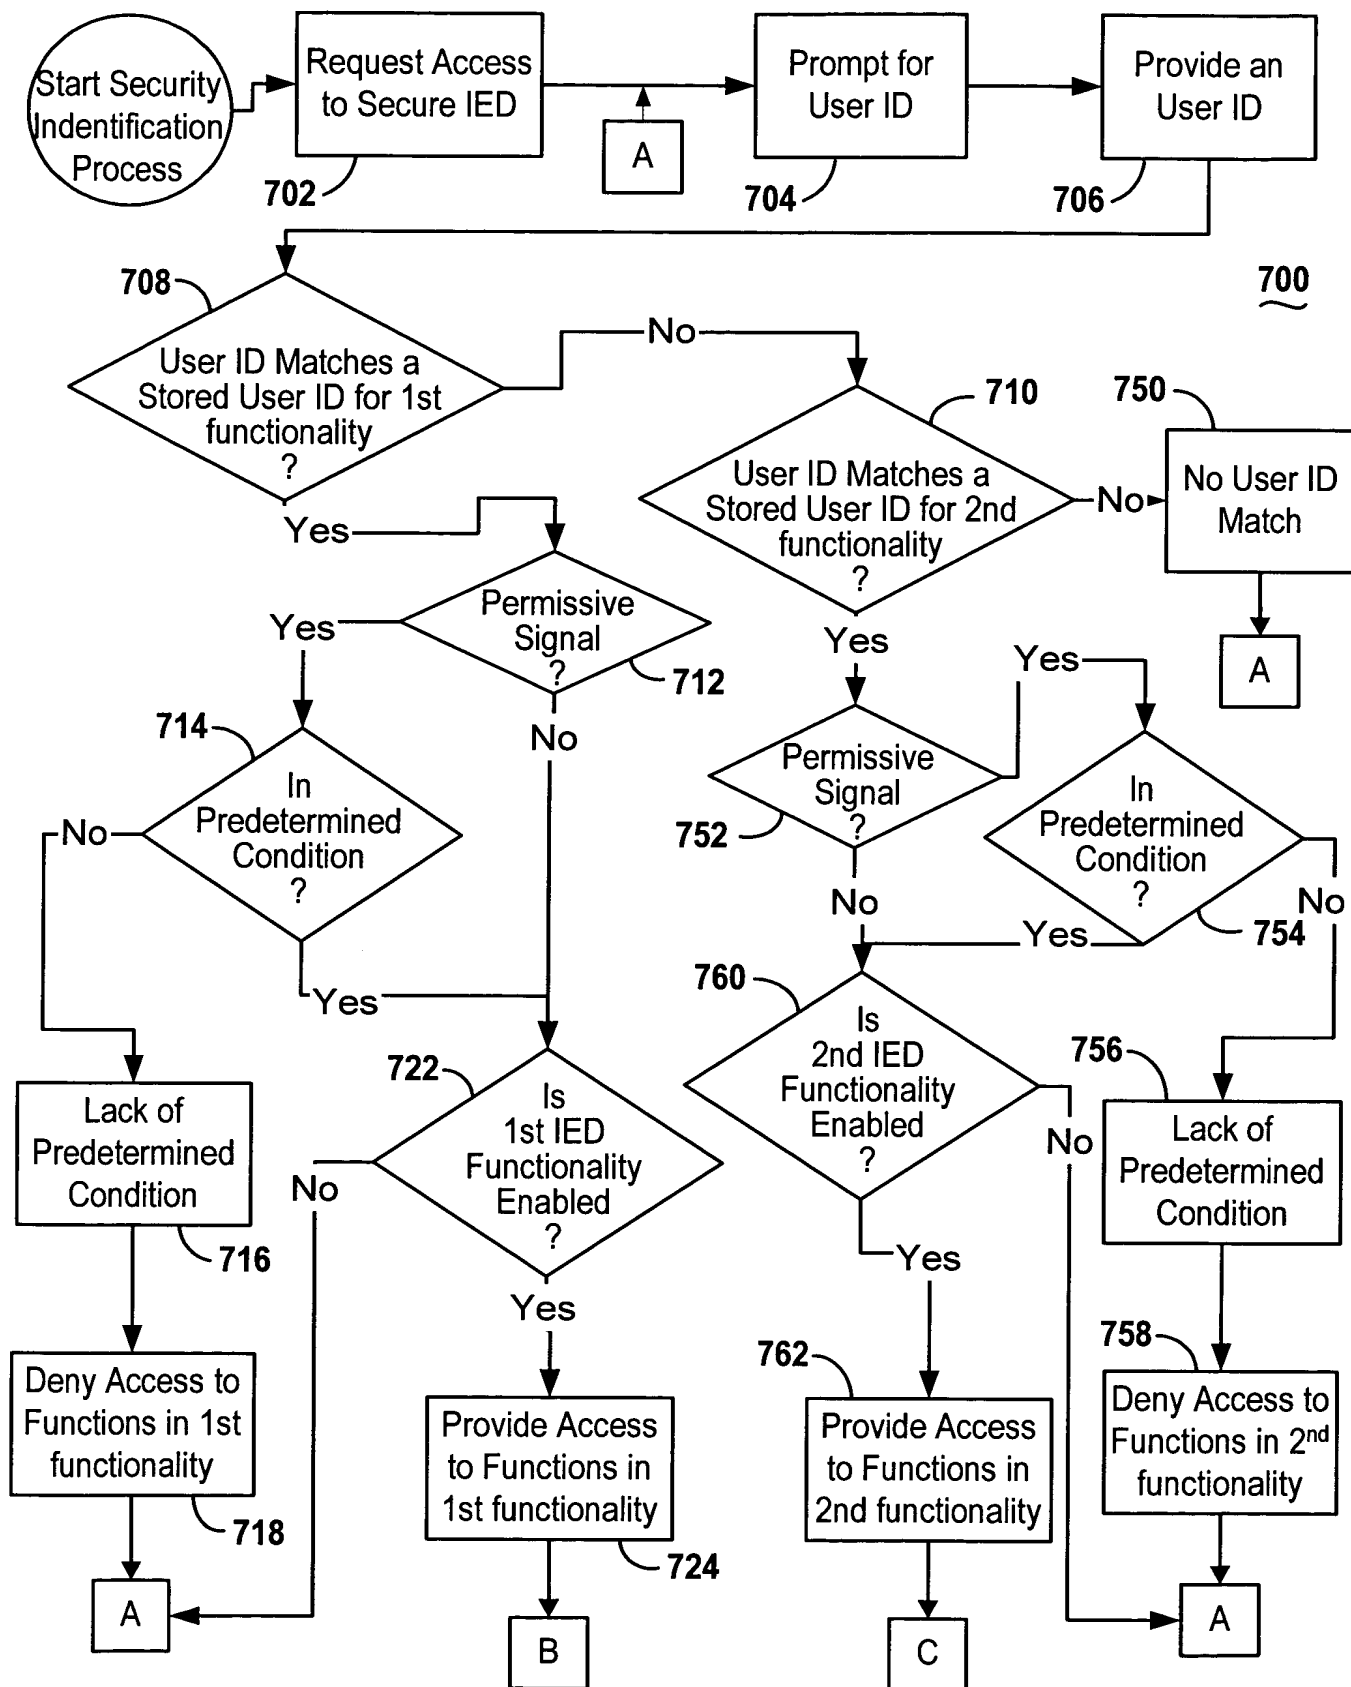 Start Security
Indentification
Process
Request Access
to Secure IED
702
A
Prompt for
User ID
704
Provide an
User ID
706
700
708
User ID Matches a
Stored User ID for 1st
functionality
?
No
Yes
710
User ID Matches a
Stored User ID for 2nd
functionality
?
No
Yes
750
No User ID
Match
A
Permissive
Signal
?
712
Yes
No
714
In
Predetermined
Condition
?
No
Yes
Permissive
Signal
?
752
Yes
No
In
Predetermined
Condition
?
754
No
Yes
716
Lack of
Predetermined
Condition
722
Is
1st IED
Functionality
Enabled
?
No
Yes
760
Is
2nd IED
Functionality
Enabled
?
No
Yes
756
Lack of
Predetermined
Condition
Deny Access to
Functions in 1st
functionality
718
A
Provide Access
to Functions in
1st functionality
724
B
762
Provide Access
to Functions in
2nd functionality
C
758
Deny Access to
Functions in 2nd
functionality
A